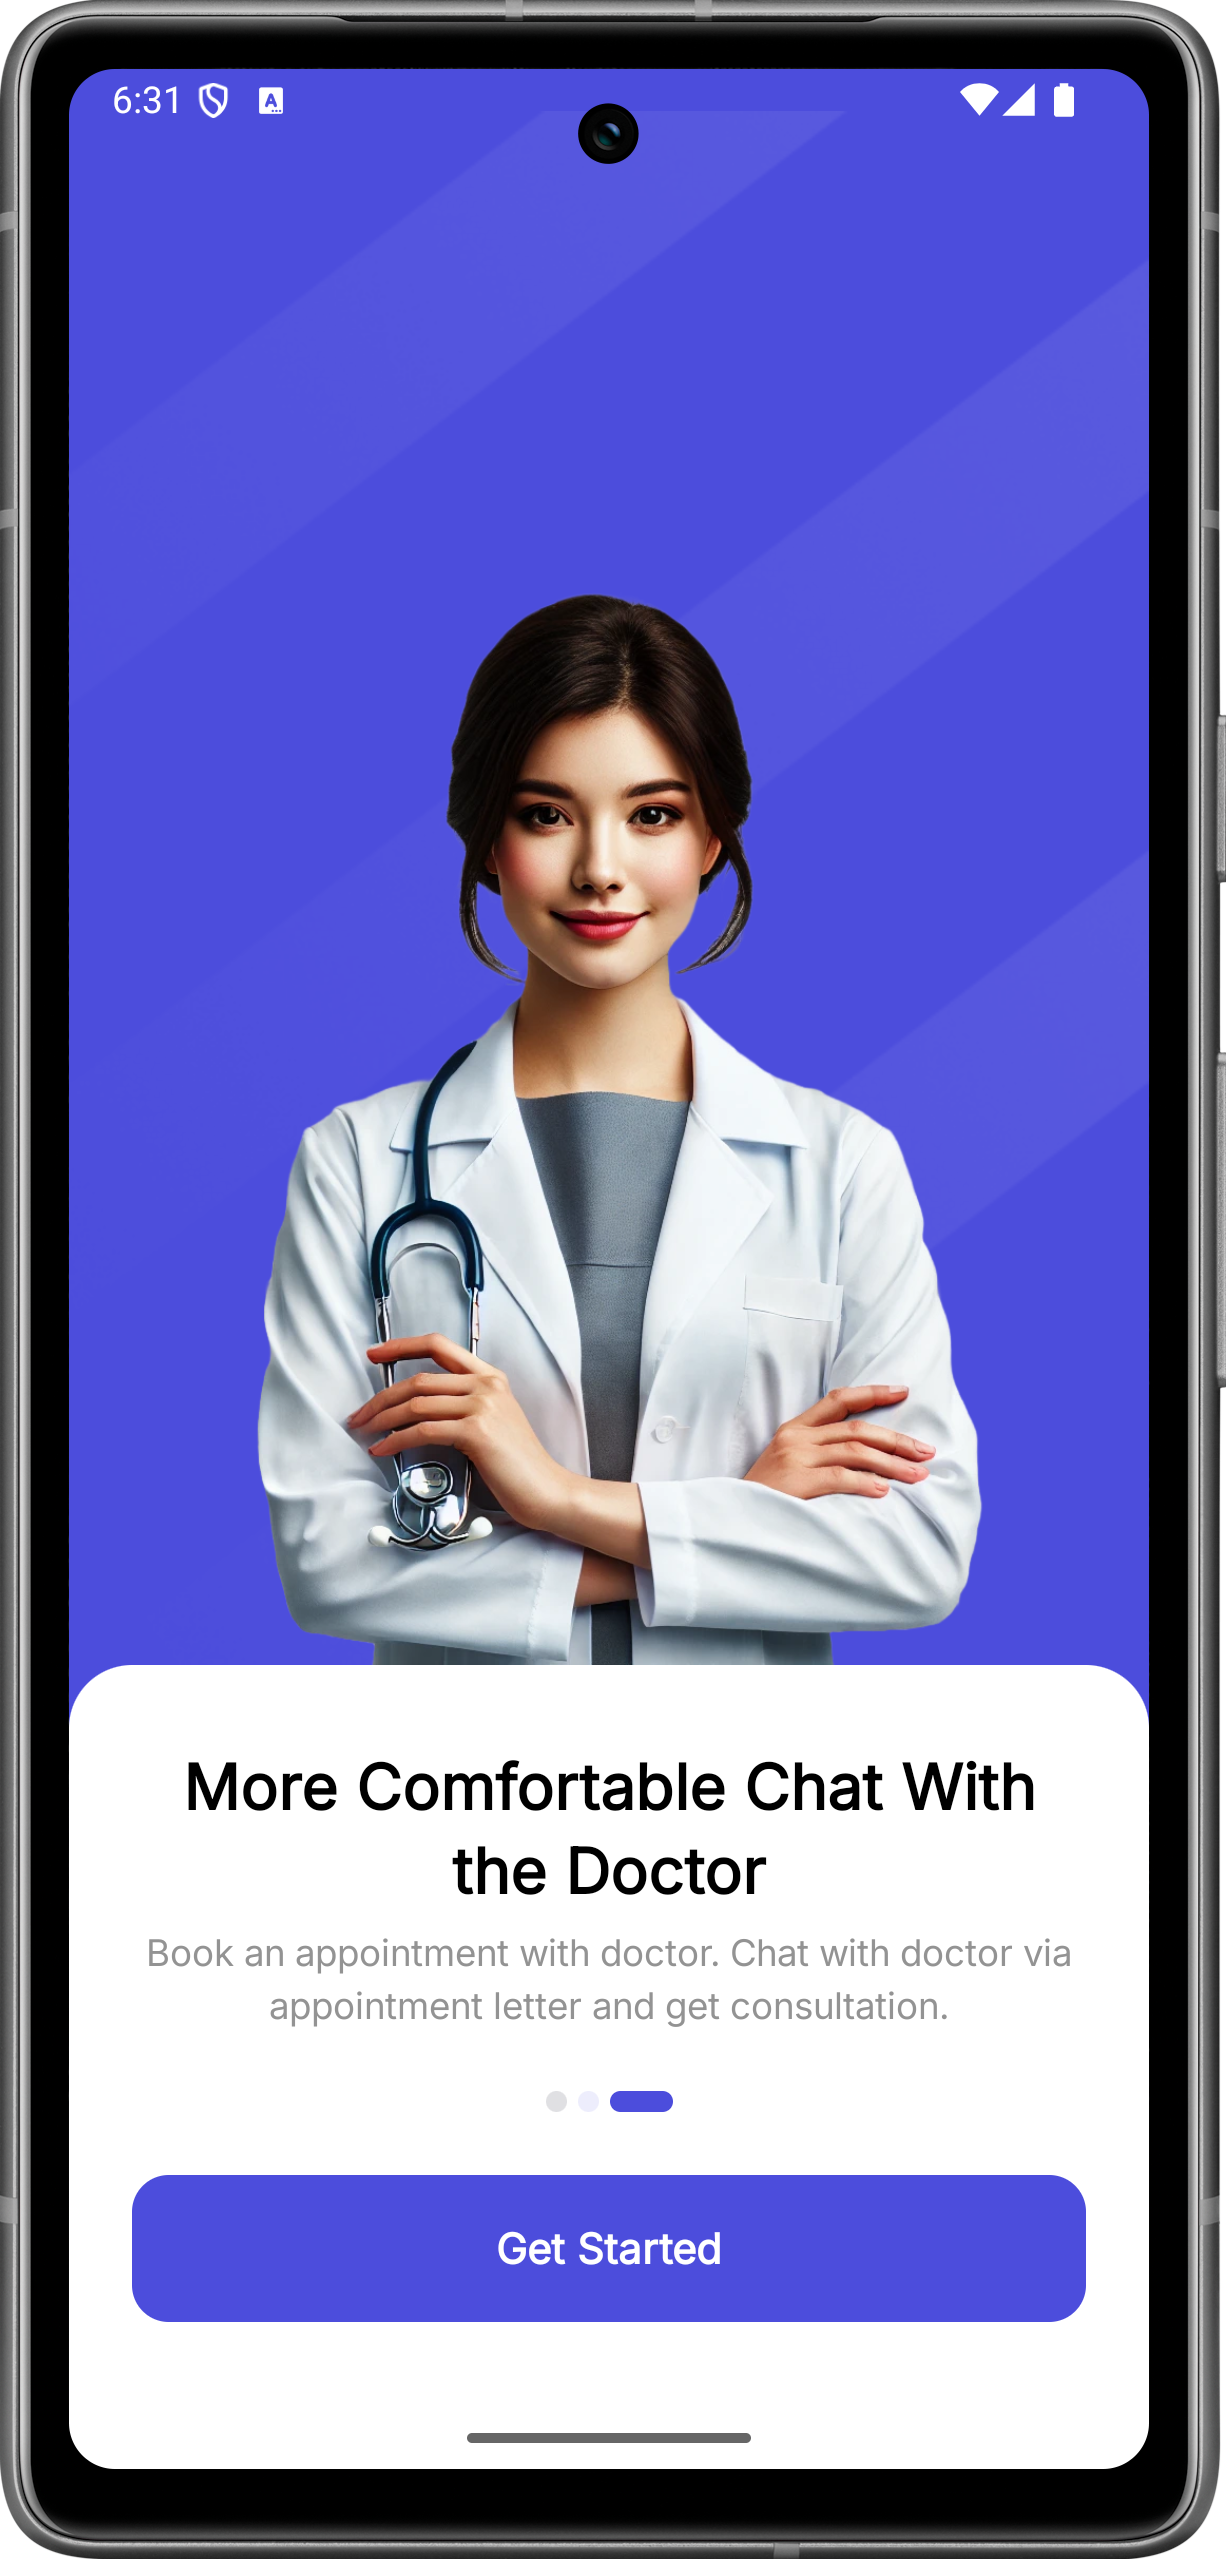 6:31
More Comfortable Chat With
the Doctor
Book an appointment with doctor. Chat with doctor via
appointment letter and get consultation.
Get Started